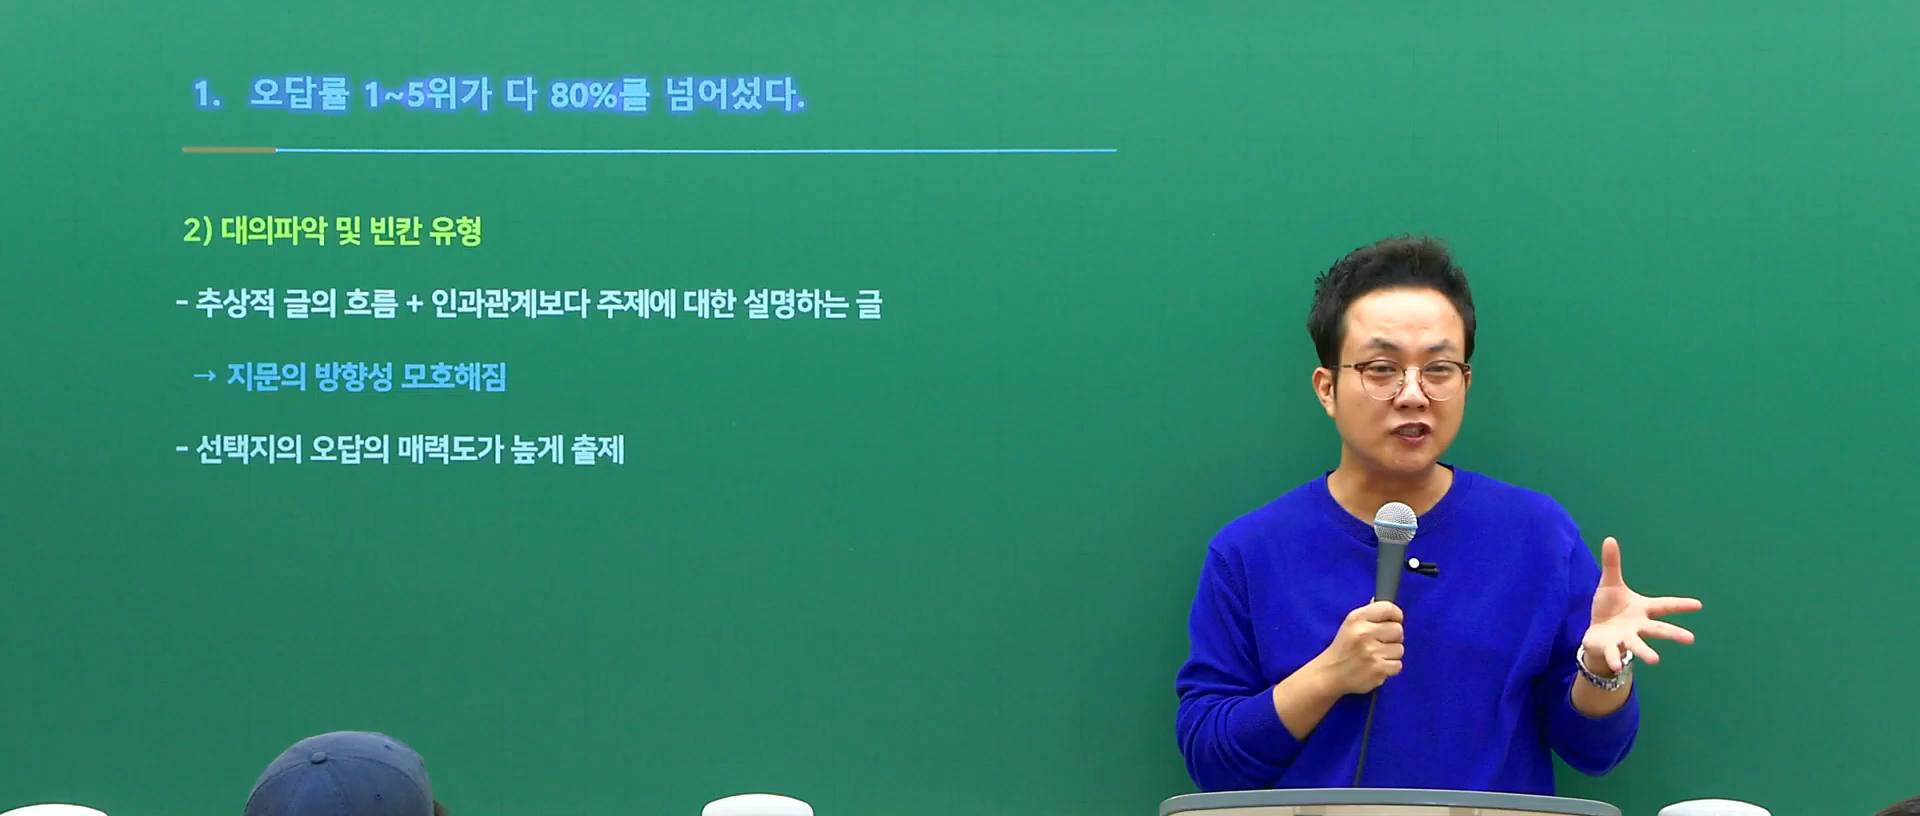 1. 오답률 1~5위가 다 80%를 넘어섰다.
2) 대의파악 및 빈칸 유형
- 추상적 글의 흐름 + 인과관계보다 주제에 대한 설명하는 글
→ 지문의 방향성 모호해짐
- 선택지의 오답의 매력도가 높게 출제